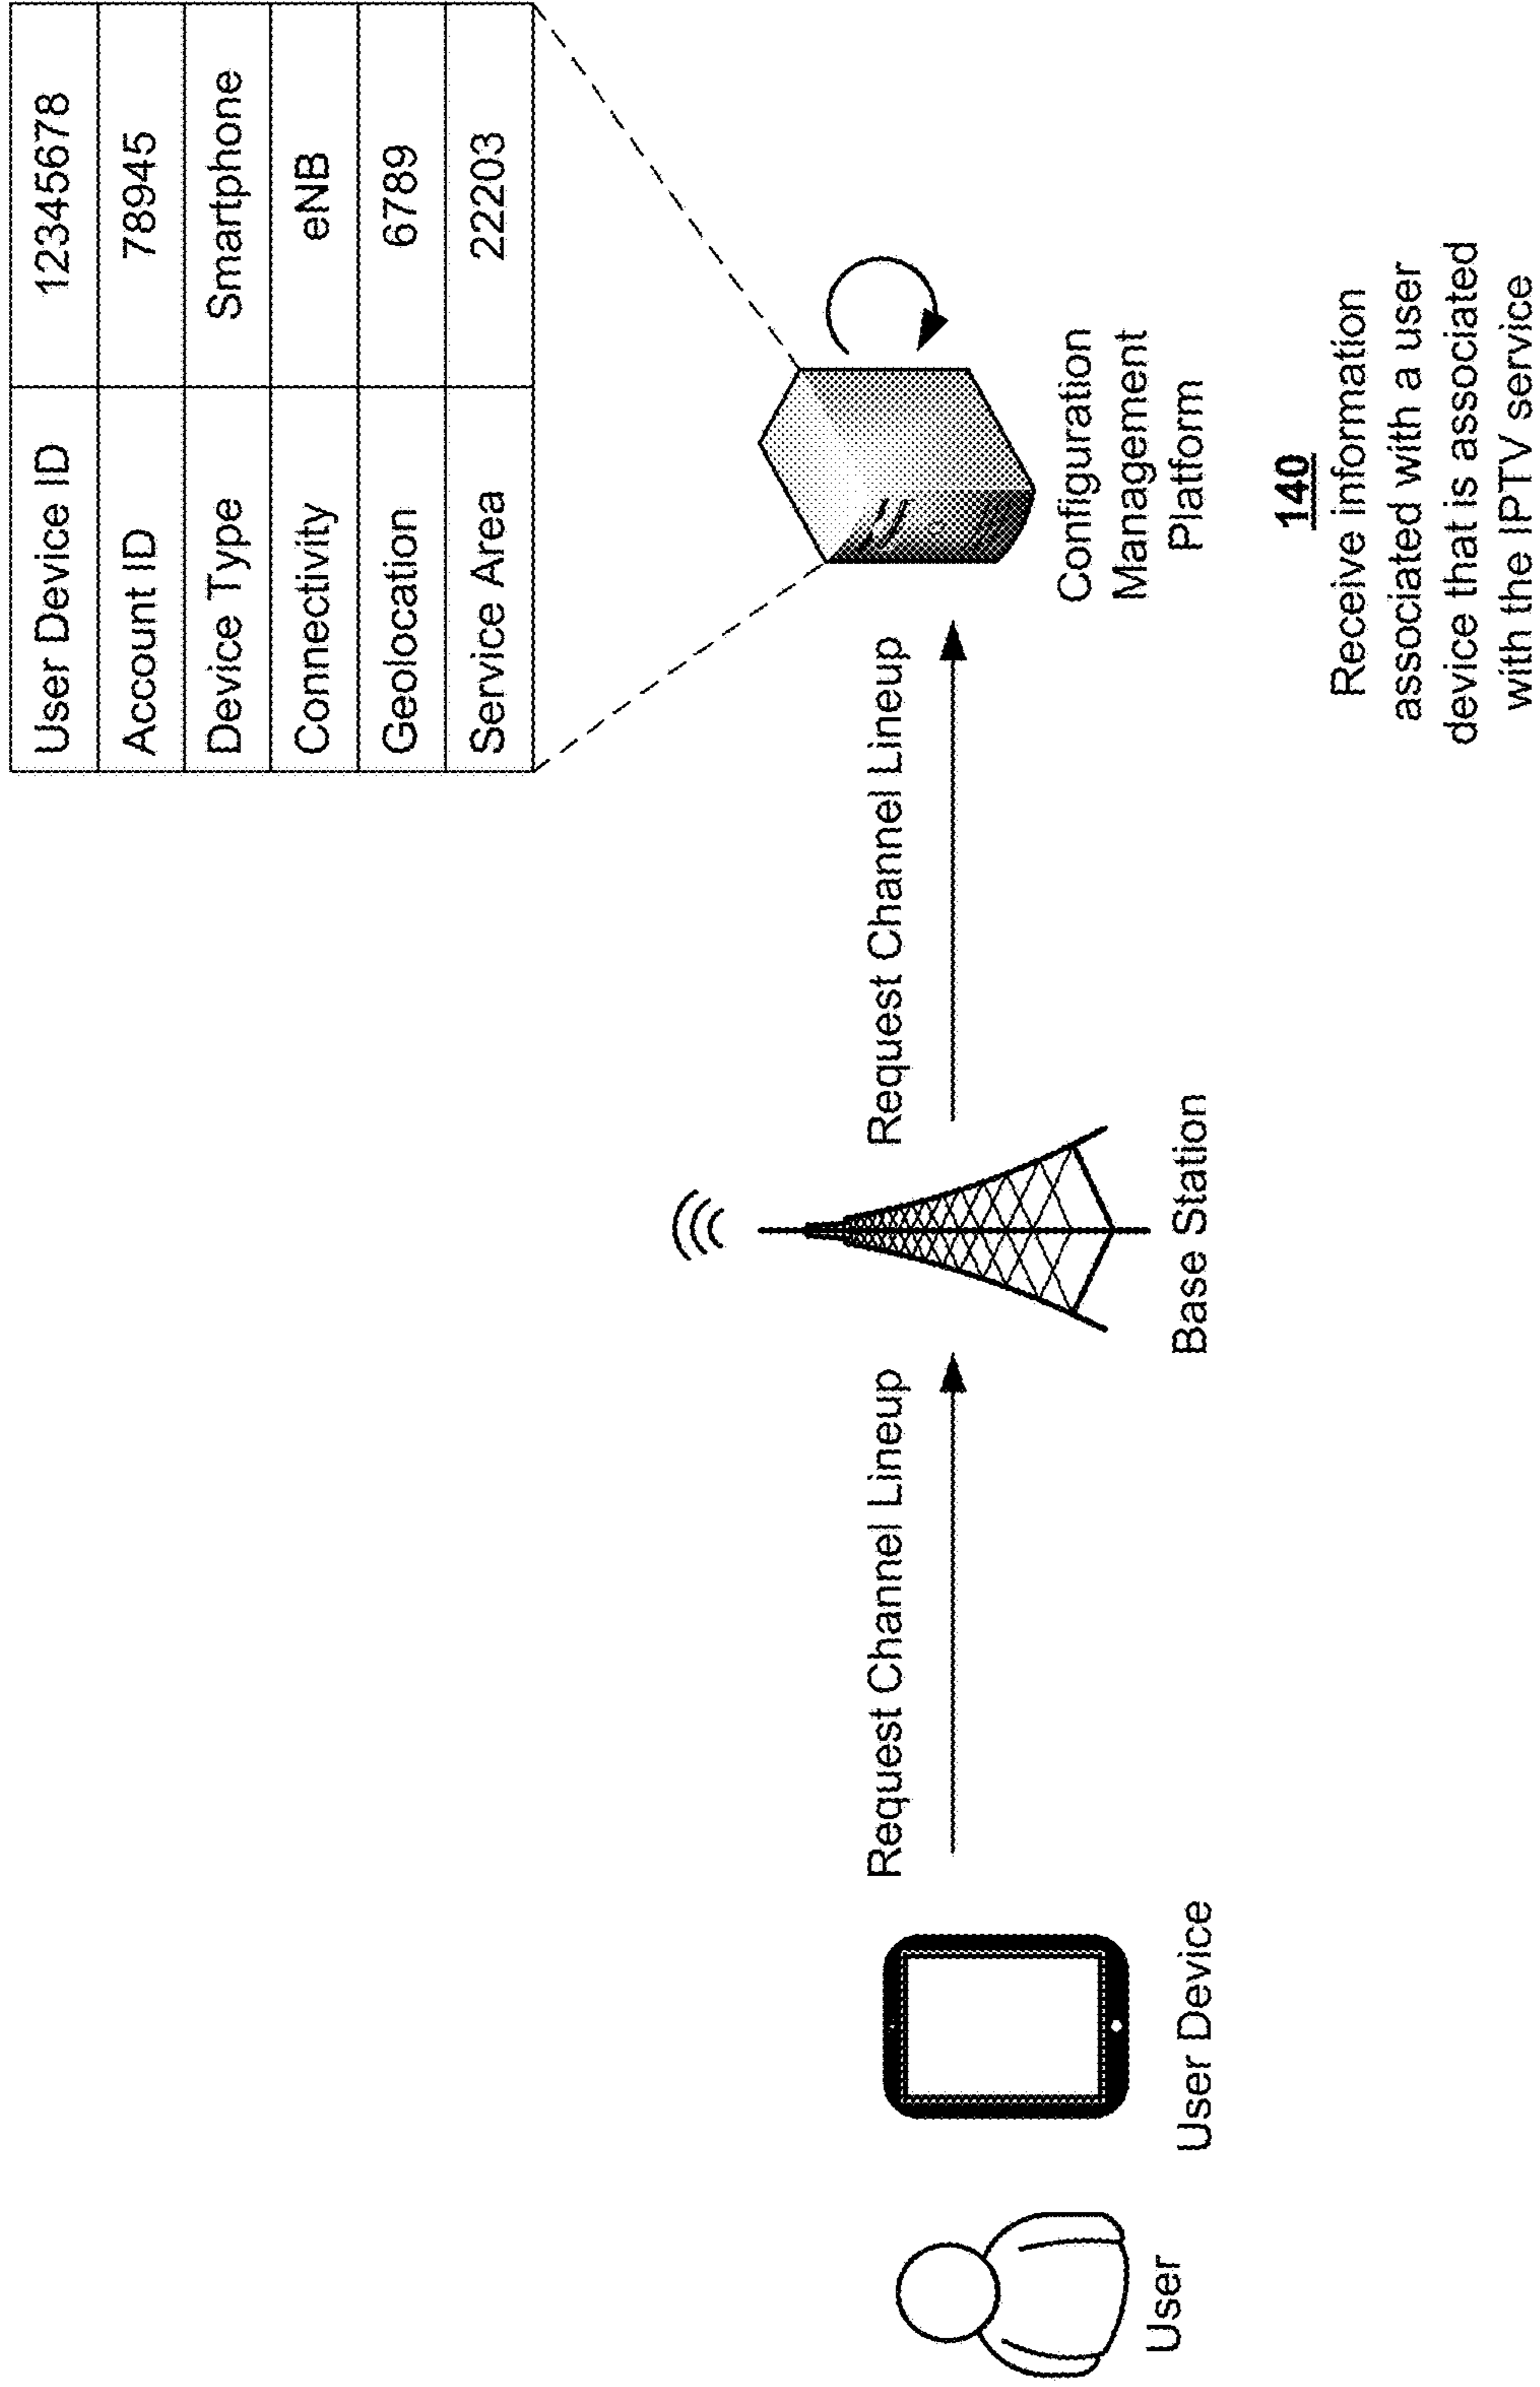 User Device ID 12345678
Account ID 78945
Device Type Smartphone
Connectivity eNB
Geolocation 6789
Service Area 22203
Request Channel Lineup
Request Channel Lineup
User
User Device
Base Station
Configuration
Management
Platform
140
Receive information
associated with a user
device that is associated
with the IPTV service